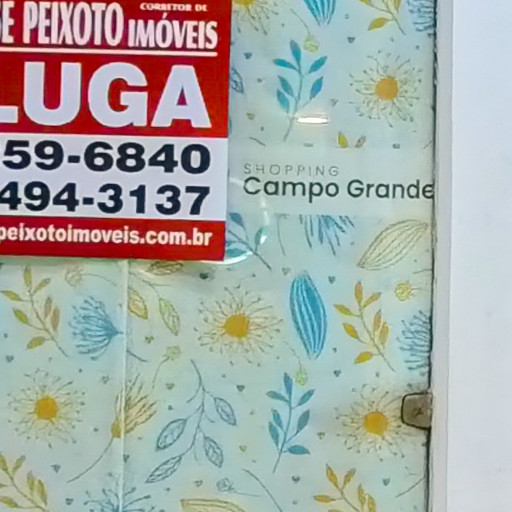 CORRETOR DE
E PEIXOTO IMÓVEIS
LUGA
59-6840
494-3137
peixotoimoveis.com.br
SHOPPING
Campo Grande